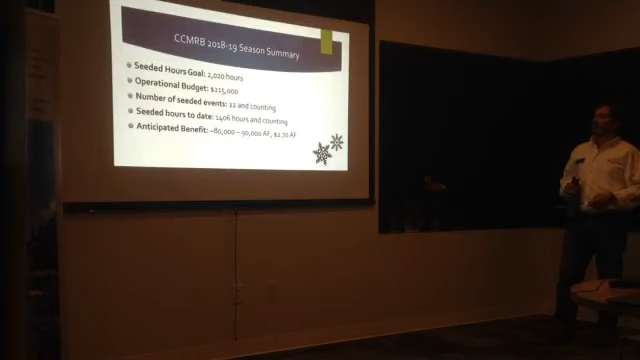 CCMRB 2018-19 Season Summary
Seeded Hours Goal: 2,020 hours
Operational Budget: $215,000
Number of seeded events: 22 and counting
Seeded hours to date: 1406 hours and counting
Anticipated Benefit: ~80,000 – 90,000 AF, $2.70 AF